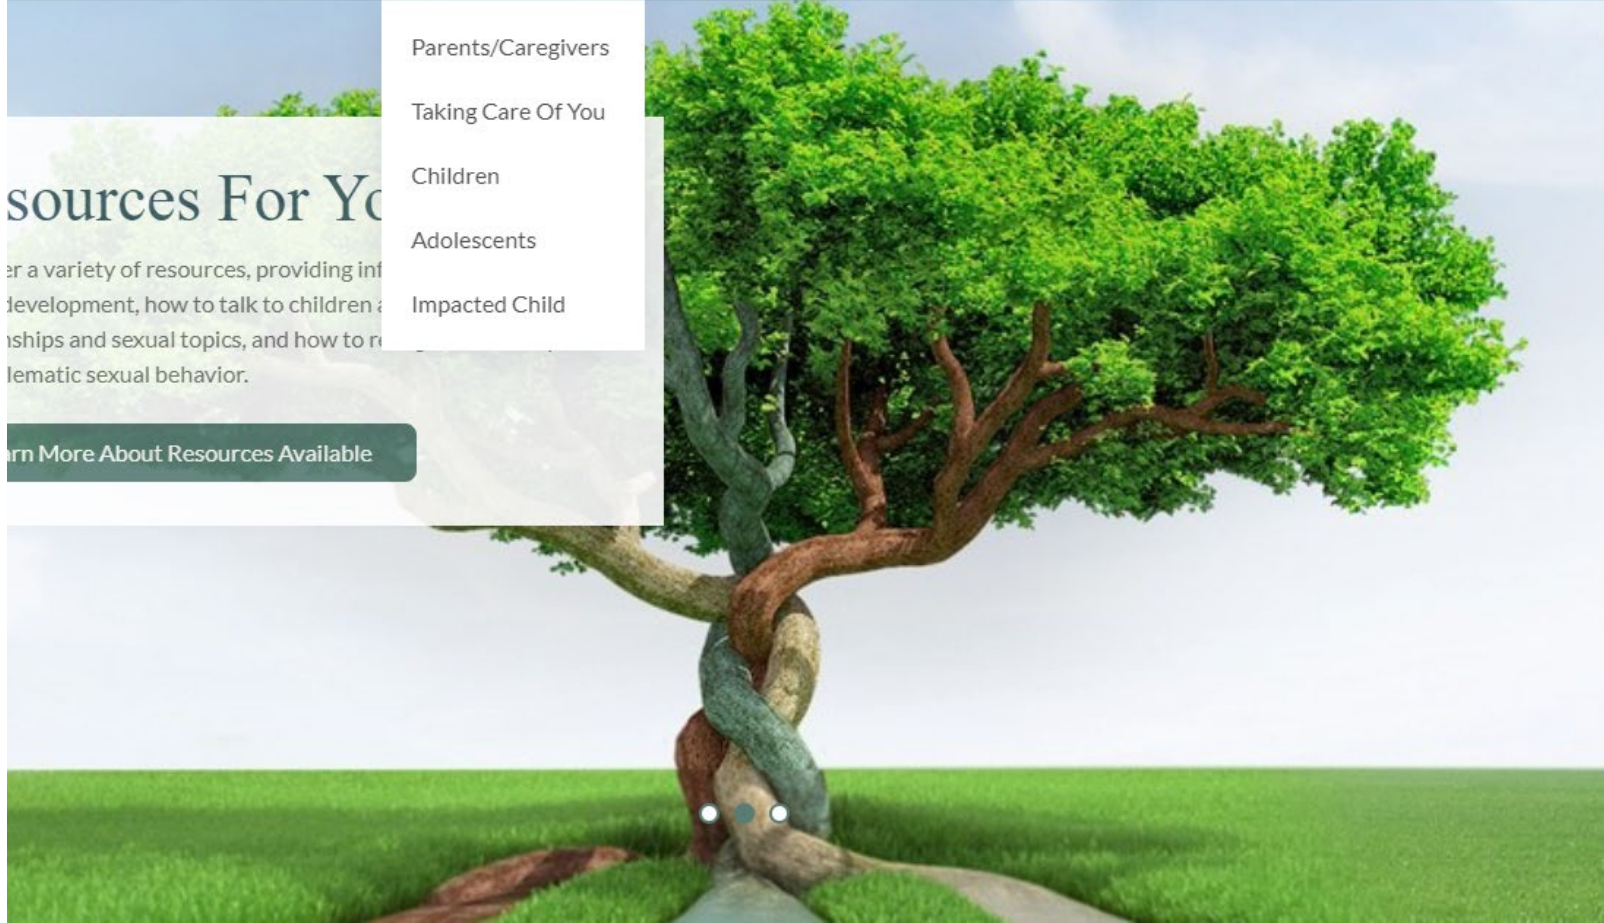 Parents/Caregivers
Taking Care Of You
Children
Adolescents
Impacted Child
sources For Yo
er a variety of resources, providing inf
development, how to talk to children a
nships and sexual topics, and how to re
lematic sexual behavior.
arn More About Resources Available